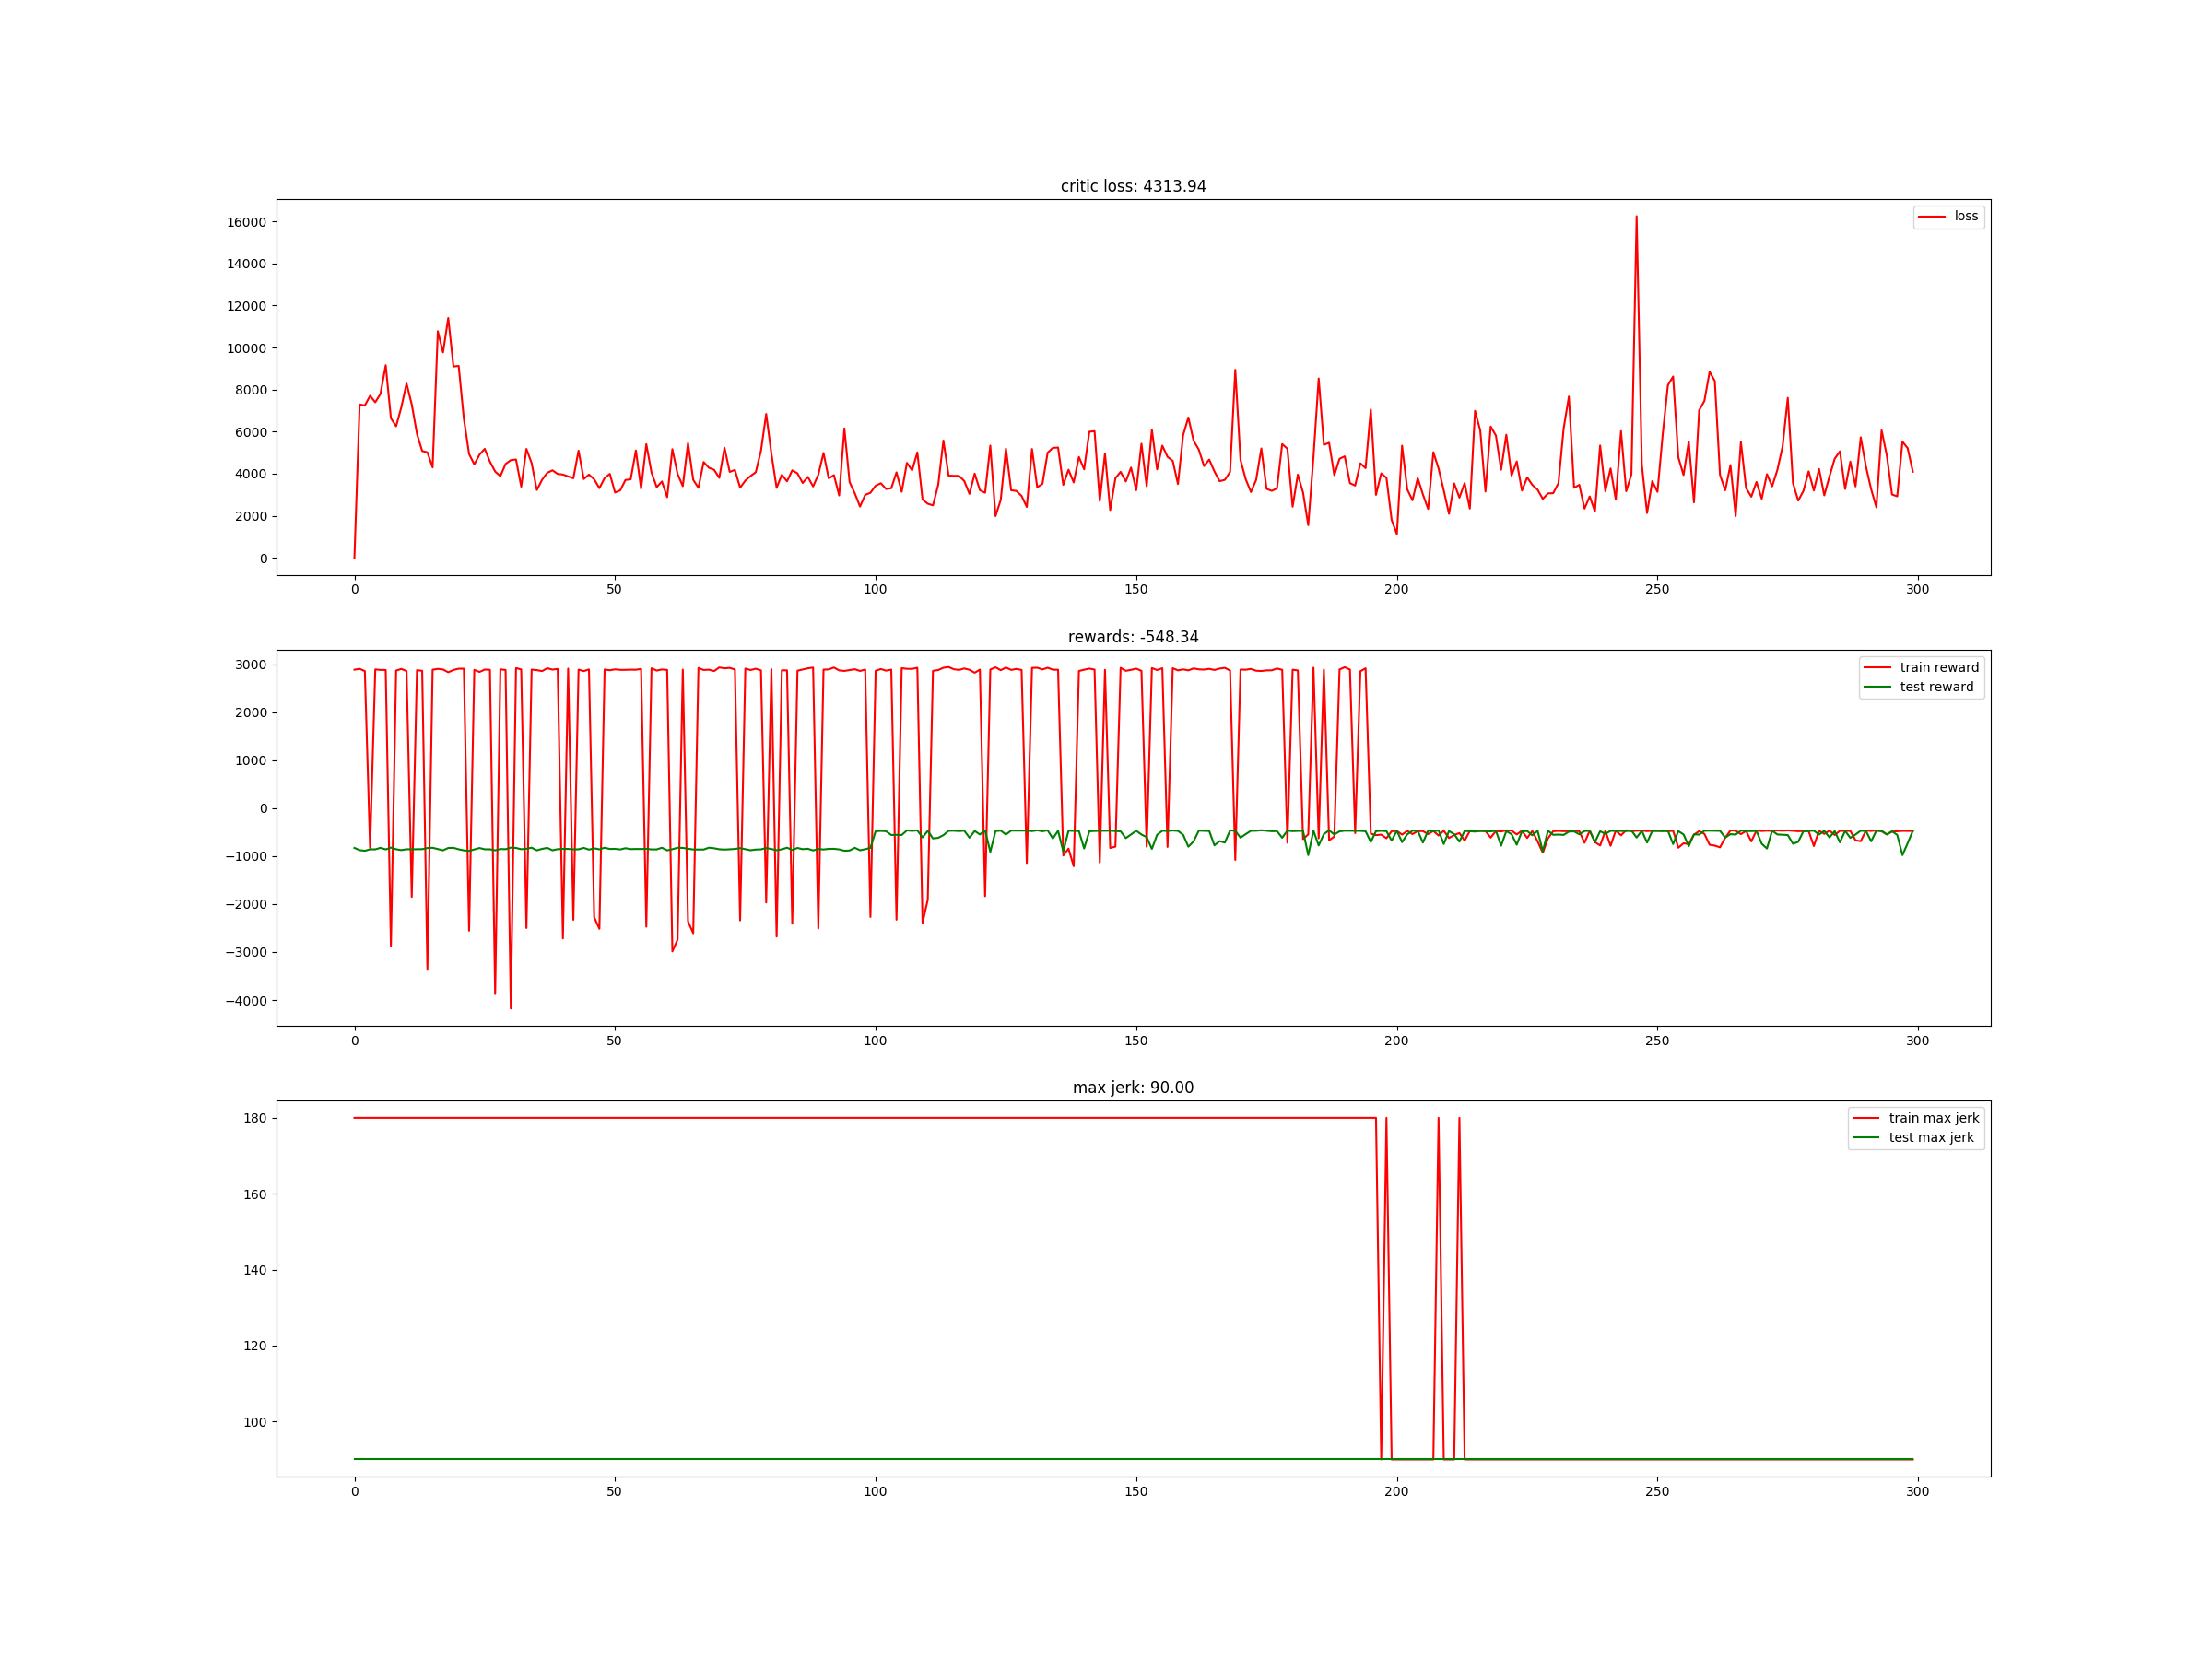 critic loss: 4313.94
16000
14000
12000
10000
8000
6000
4000
2000
0
loss
0 50 100 150 200 250 300
rewards: -548.34
3000
2000
1000
0
−1000
−2000
−3000
−4000
train reward
test reward
0 50 100 150 200 250 300
max jerk: 90.00
180
160
140
120
100
train max jerk
test max jerk
0 50 100 150 200 250 300